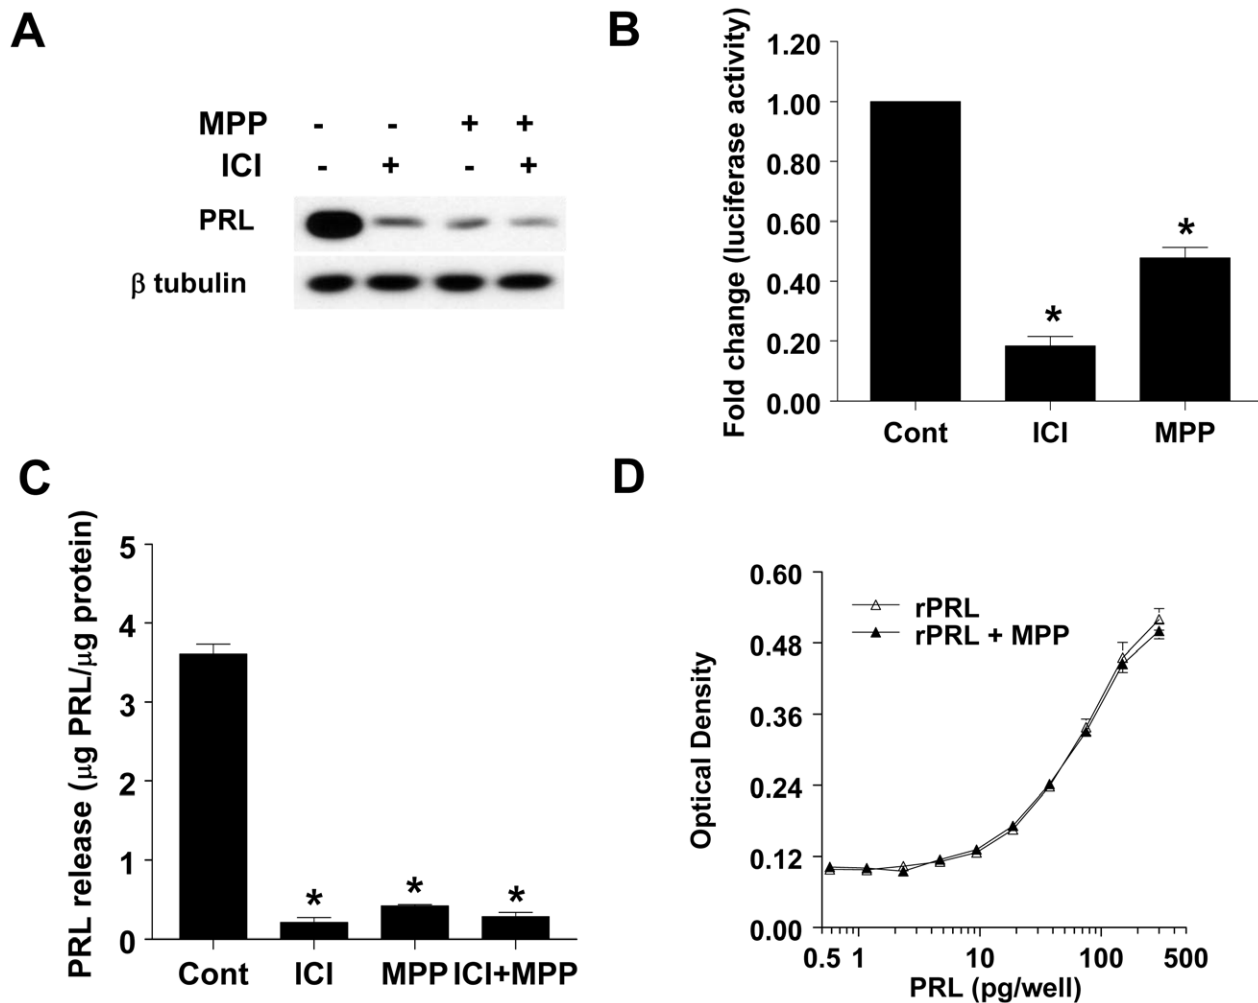 A
MPP - - + +
ICI - + - +
PRL
β tubulin
B
Fold change (luciferase activity)
1.20
1.00
0.80
0.60
0.40
0.20
0.00
*
*
Cont ICI MPP
C
PRL release (μg PRL/μg protein)
5
4
3
2
1
0
* * *
Cont ICI MPP ICI+MPP
D
Optical Density
0.60
0.48
0.36
0.24
0.12
0.00
rPRL
rPRL + MPP
0.5 1 10 100 500
PRL (pg/well)